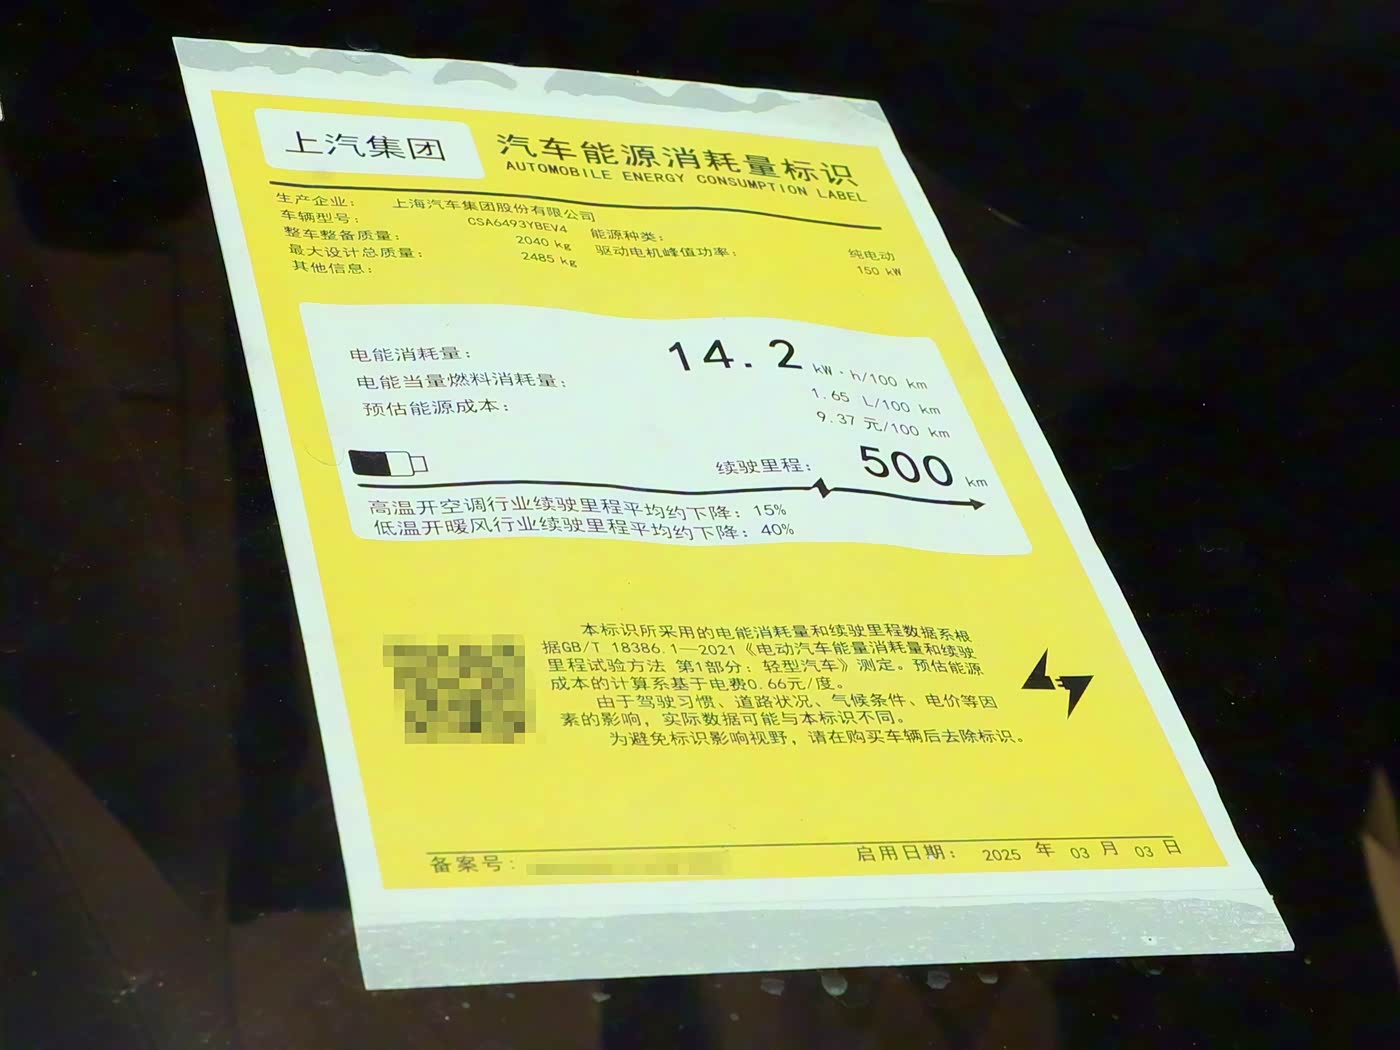 上汽集团
汽车能源消耗量标识
AUTOMOBILE ENERGY CONSUMPTION LABEL
生产企业： 上海汽车集团股份有限公司
车辆型号： CSA6493YBEV4 能源种类： 纯电动
整车整备质量： 2040 kg 驱动电机峰值功率： 150 kW
最大设计总质量： 2485 kg
其他信息：
电能消耗量： 14.2 kW·h/100 km
电能当量燃料消耗量： 1.65 L/100 km
预估能源成本： 9.37 元/100 km
续驶里程： 500 km
高温开空调行业续驶里程平均约下降：15%
低温开暖风行业续驶里程平均约下降：40%
本标识所采用的电能消耗量和续驶里程数据系根
据GB/T 18386.1—2021《电动汽车能量消耗量和续驶
里程试验方法 第1部分：轻型汽车》测定。预估能源
成本的计算系基于电费0.66元/度。
由于驾驶习惯、道路状况、气候条件、电价等因
素的影响，实际数据可能与本标识不同。
为避免标识影响视野，请在购买车辆后去除标识。
备案号：
启用日期： 2025 年 03 月 03 日